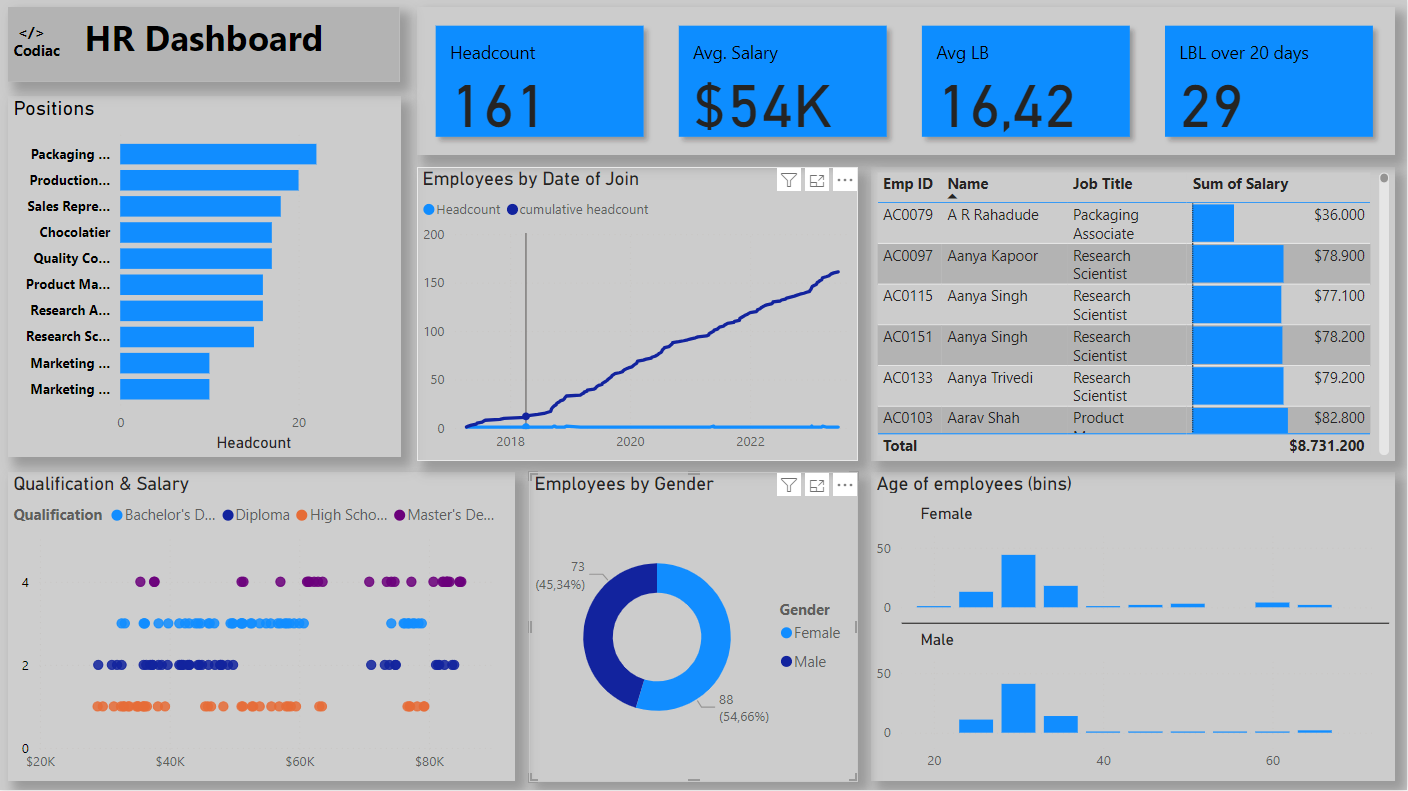 </>
Codiac
HR Dashboard
Headcount
161
Avg. Salary
$54K
Avg LB
16,42
LBL over 20 days
29
Positions
Packaging ...
Production...
Sales Repre...
Chocolatier
Quality Co...
Product Ma...
Research A...
Research Sc...
Marketing ...
Marketing ...
0 20
Headcount
Employees by Date of Join
Headcount cumulative headcount
200
150
100
50
0
2018 2020 2022
Emp ID Name Job Title Sum of Salary
AC0079 A R Rahadude Packaging Associate $36.000
AC0097 Aanya Kapoor Research Scientist $78.900
AC0115 Aanya Singh Research Scientist $77.100
AC0151 Aanya Singh Research Scientist $78.200
AC0133 Aanya Trivedi Research Scientist $79.200
AC0103 Aarav Shah Product $82.800
Total $8.731.200
Qualification & Salary
Qualification Bachelor's D... Diploma High Scho... Master's De...
4
2
0
$20K $40K $60K $80K
Employees by Gender
73
(45,34%)
88
(54,66%)
Gender
Female
Male
Age of employees (bins)
Female
50
0
Male
50
0
20 40 60